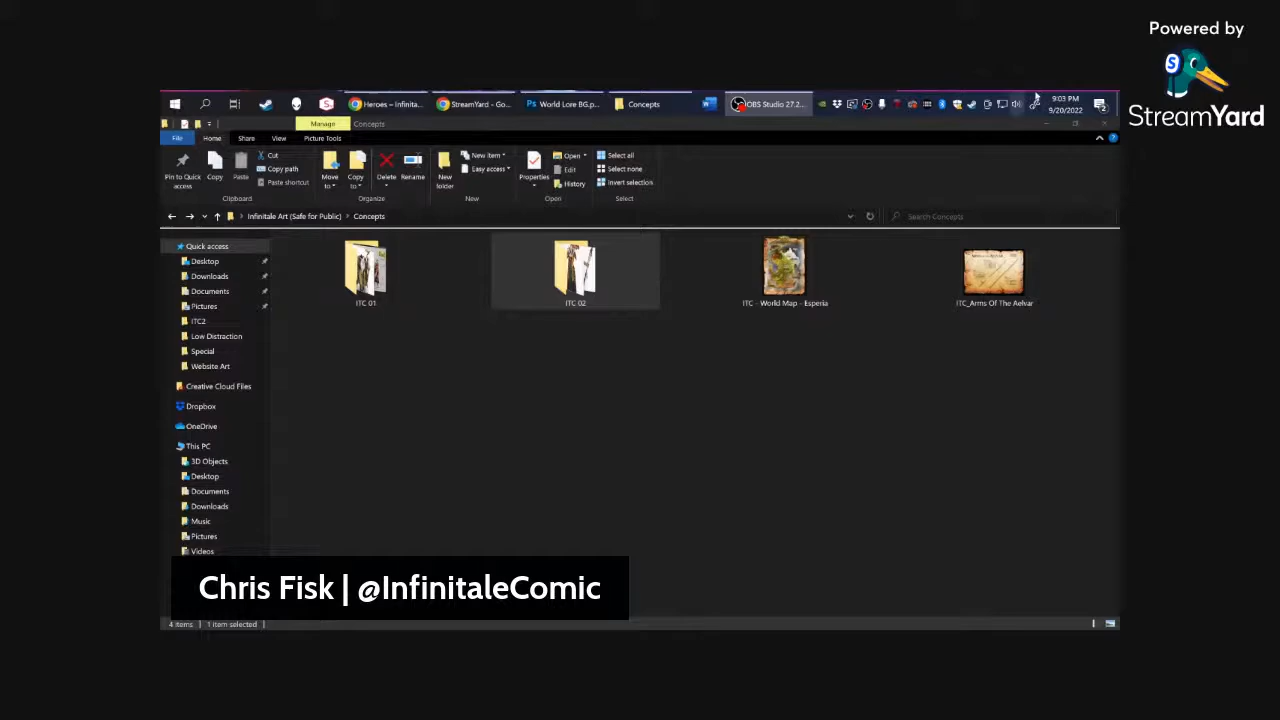 Powered by
S
StreamYard
Heroes – Infinita...
StreamYard - Go...
World Lore BG.p...
Concepts
OBS Studio 27.2...
9:03 PM
9/20/2022
2
Manage
Concepts
File
Home
Share
View
Picture Tools
Pin to Quick access
Copy
Paste
Cut
Copy path
Paste shortcut
Move to
Copy to
Delete
Rename
New folder
New item
Easy access
Properties
Open
Edit
History
Select all
Select none
Invert selection
Clipboard
Organize
New
Open
Select
Infinitale Art (Safe for Public) > Concepts
Search Concepts
Quick access
Desktop
Downloads
Documents
Pictures
ITC2
Low Distraction
Special
Website Art
Creative Cloud Files
Dropbox
OneDrive
This PC
3D Objects
Desktop
Documents
Downloads
Music
Pictures
Videos
ITC 01
ITC 02
ITC - World Map - Esperia
ITC_Arms Of The Aelvar
Chris Fisk | @InfinitaleComic
4 items
1 item selected